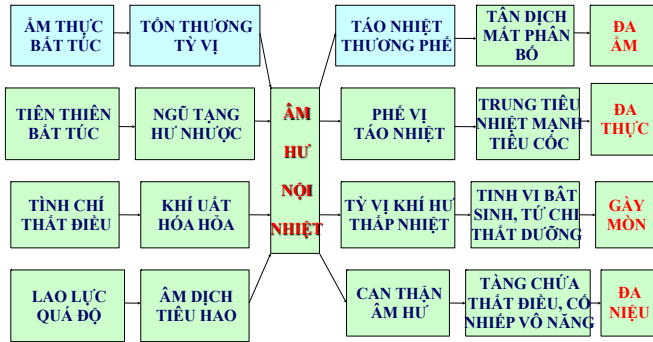 ẨM THỰC
BẤT TÚC
TỔN THƯƠNG
TỲ VỊ
TÁO NHIỆT
THƯƠNG PHẾ
TÂN DỊCH
MẤT PHÂN
BỐ
ĐA
ẨM
TIÊN THIÊN
BẤT TÚC
NGŨ TẠNG
HƯ NHƯỢC
ÂM
HƯ
NỘI
NHIỆT
PHẾ VỊ
TÁO NHIỆT
TRUNG TIÊU
NHIỆT MẠNH
TIÊU CỐC
ĐA
THỰC
TÌNH CHÍ
THẤT ĐIỀU
KHÍ UẤT
HÓA HỎA
TỲ VỊ KHÍ HƯ
THẤP NHIỆT
TINH VI BÂT
SINH, TỨ CHI
THẤT DƯỠNG
GÀY
MÒN
LAO LỰC
QUÁ ĐỘ
ÂM DỊCH
TIÊU HAO
CAN THẬN
ÂM HƯ
TÀNG CHỨA
THẤT ĐIỀU, CỐ
NHIẾP VÔ NĂNG
ĐA
NIỆU